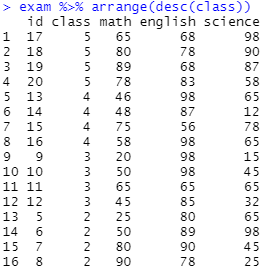 > exam %>% arrange(desc(class))
   id class math english science
1  17     5   65      68      98
2  18     5   80      78      90
3  19     5   89      68      87
4  20     5   78      83      58
5  13     4   46      98      65
6  14     4   48      87      12
7  15     4   75      56      78
8  16     4   58      98      65
9   9     3   20      98      15
10 10     3   50      98      45
11 11     3   65      65      65
12 12     3   45      85      32
13  5     2   25      80      65
14  6     2   50      89      98
15  7     2   80      90      45
16  8     2   90      78      25